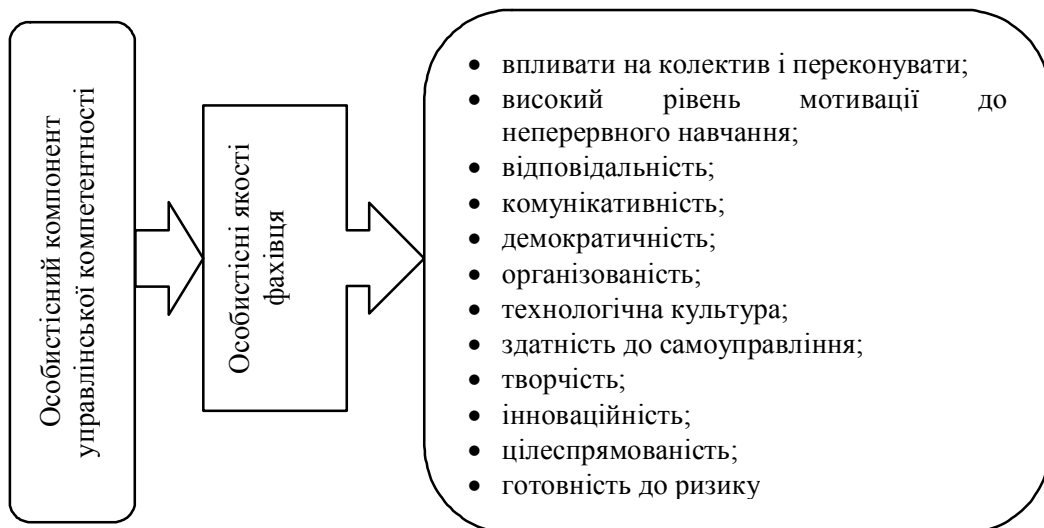 Особистісний компонент
управлінської компетентності
Особистісні якості
фахівця
• впливати на колектив і переконувати;
• високий рівень мотивації до
неперервного навчання;
• відповідальність;
• комунікативність;
• демократичність;
• організованість;
• технологічна культура;
• здатність до самоуправління;
• творчість;
• інноваційність;
• цілеспрямованість;
• готовність до ризику